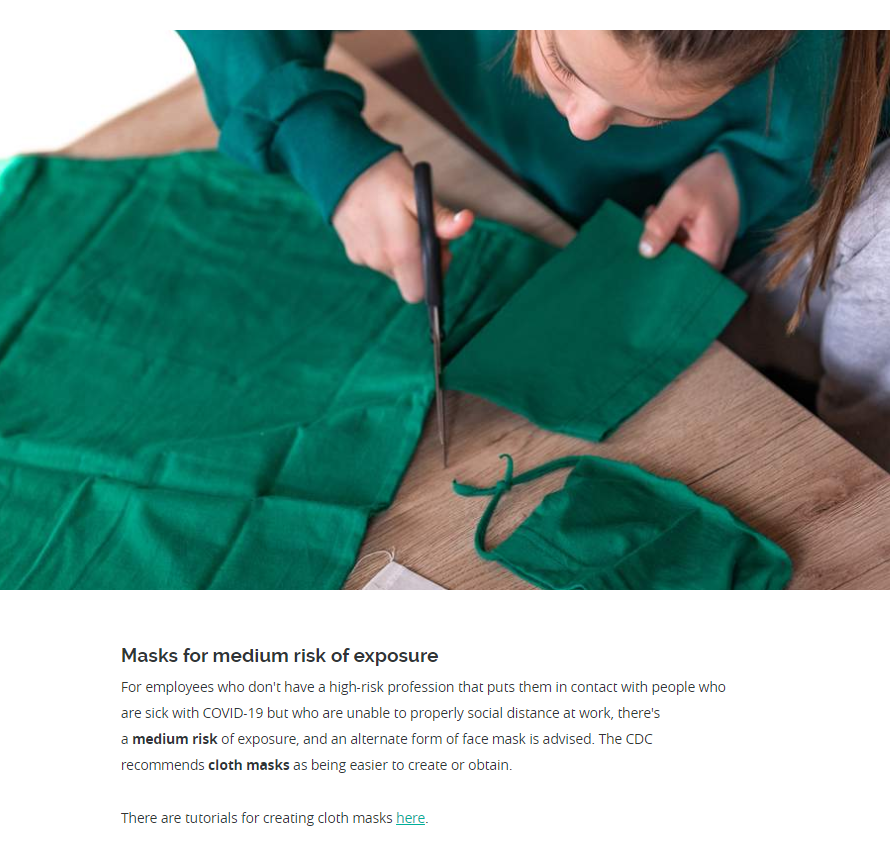 Masks for medium risk of exposure
For employees who don't have a high-risk profession that puts them in contact with people who
are sick with COVID-19 but who are unable to properly social distance at work, there's
a medium risk of exposure, and an alternate form of face mask is advised. The CDC
recommends cloth masks as being easier to create or obtain.
There are tutorials for creating cloth masks here.